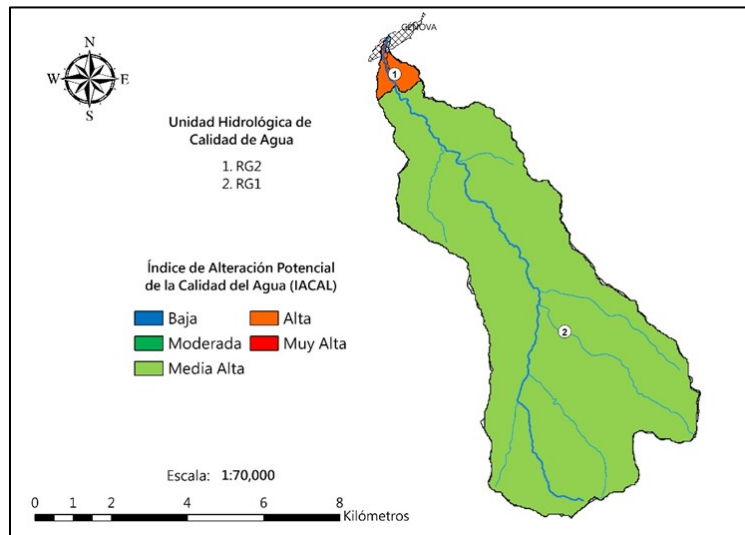 GÉNOVA
N
W E
S
1
Unidad Hidrológica de
Calidad de Agua
1. RG2
2. RG1
Índice de Alteración Potencial
de la Calidad del Agua (IACAL)
Baja Alta
Moderada Muy Alta
Media Alta
2
Escala: 1:70,000
0 1 2 4 6 8
Kilómetros